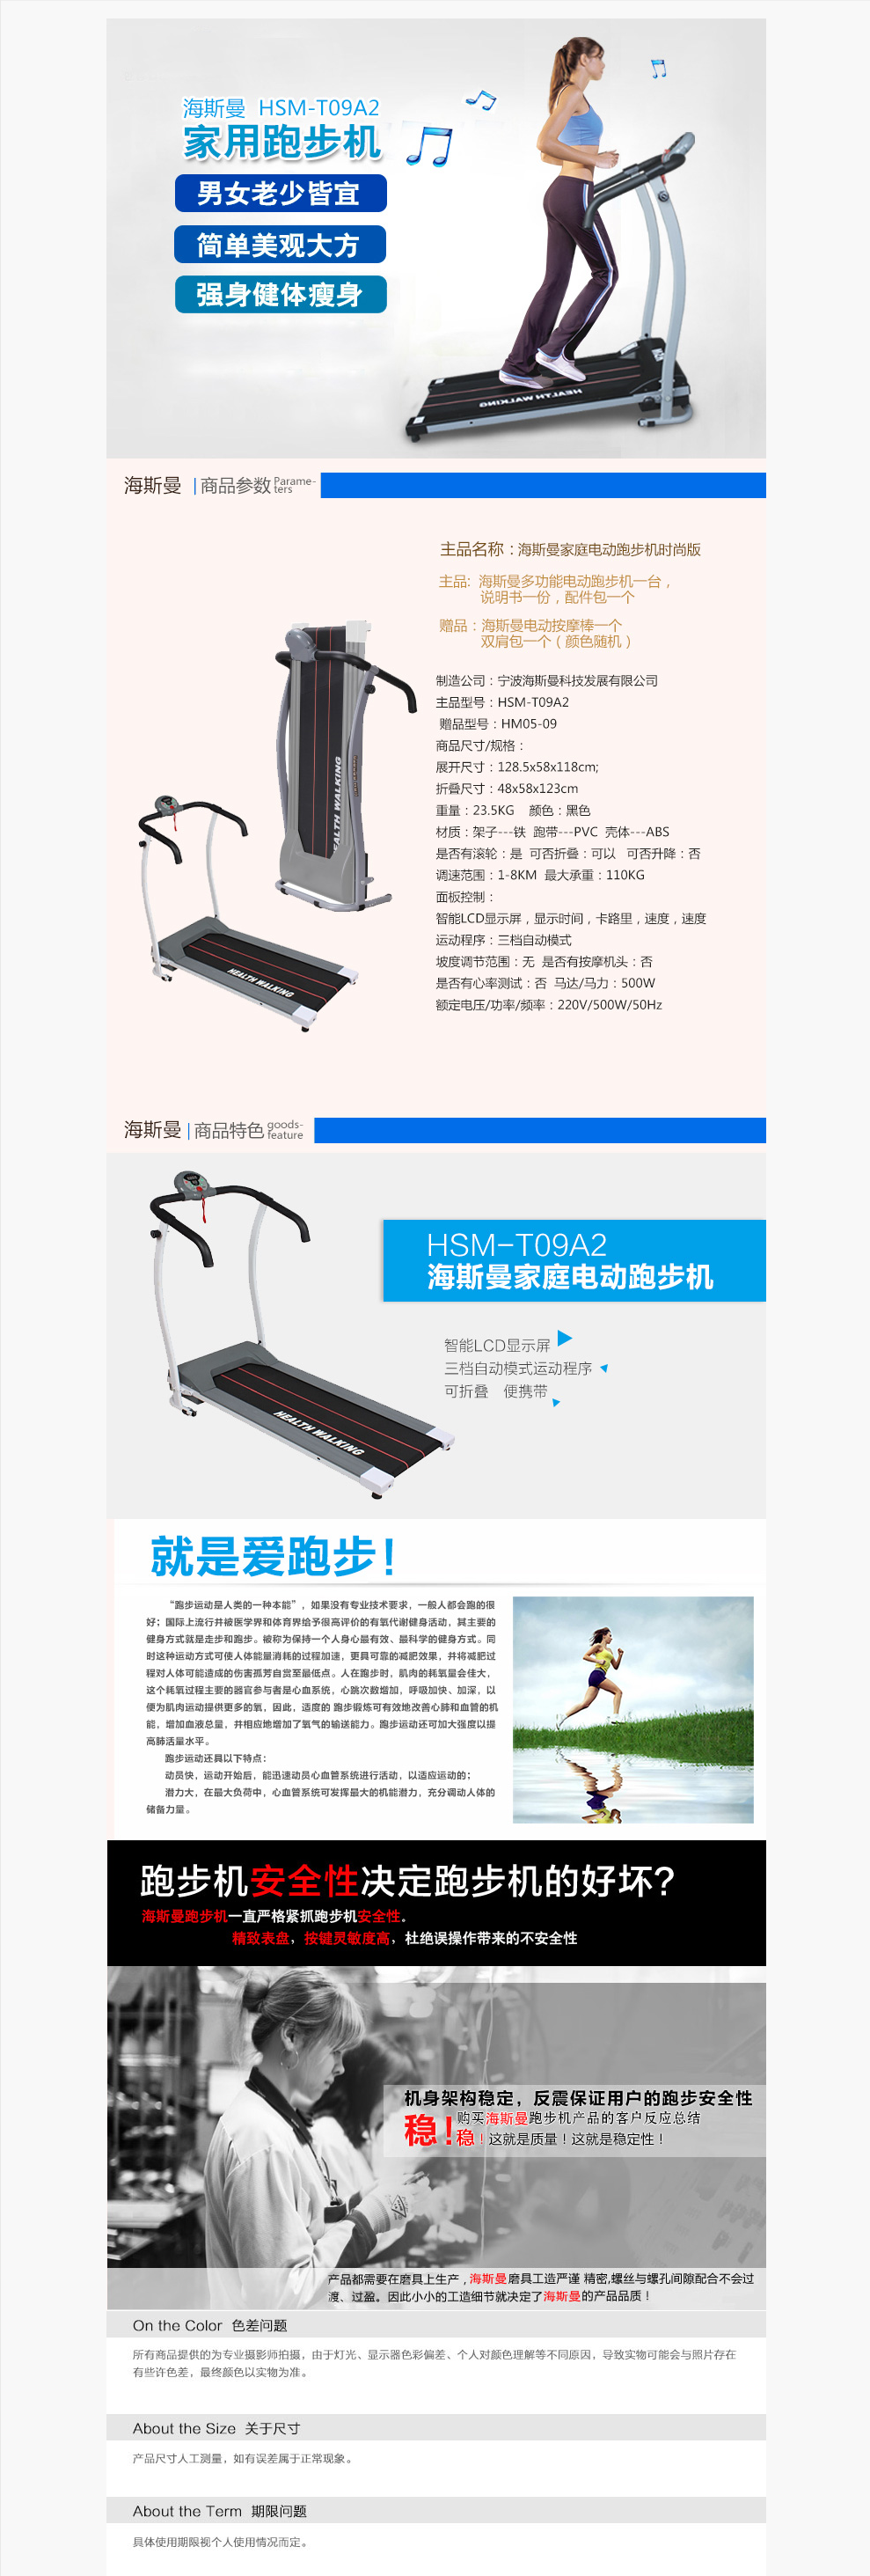 海斯曼 HSM-T09A2
家用跑步机
男女老少皆宜
简单美观大方
强身健体瘦身
HEALTH WALKING
海斯曼 | 商品参数 Parame-
ters
主品名称：海斯曼家庭电动跑步机时尚版
主品: 海斯曼多功能电动跑步机一台，
说明书一份，配件包一个
赠品：海斯曼电动按摩棒一个
双肩包一个（颜色随机）
制造公司：宁波海斯曼科技发展有限公司
主品型号：HSM-T09A2
赠品型号：HM05-09
商品尺寸/规格：
展开尺寸：128.5x58x118cm;
折叠尺寸：48x58x123cm
重量：23.5KG 颜色：黑色
材质：架子---铁 跑带---PVC 壳体---ABS
是否有滚轮：是 可否折叠：可以 可否升降：否
调速范围：1-8KM 最大承重：110KG
面板控制：
智能LCD显示屏，显示时间，卡路里，速度，速度
运动程序：三档自动模式
坡度调节范围：无 是否有按摩机头：否
是否有心率测试：否 马达/马力：500W
额定电压/功率/频率：220V/500W/50Hz
HEALTH WALKING
HEALTH WALKING
海斯曼 | 商品特色 goods-
feature
HSM-T09A2
海斯曼家庭电动跑步机
智能LCD显示屏
三档自动模式运动程序
可折叠 便携带
HEALTH WALKING
就是爱跑步！
“跑步运动是人类的一种本能”，如果没有专业技术要求，一般人都会跑的很
好；国际上流行并被医学界和体育界给予很高评价的有氧代谢健身活动，其主要的
健身方式就是走步和跑步。被称为保持一个人身心最有效、最科学的健身方式。同
时这种运动方式可使人体能量消耗的过程加速，更具可靠的减肥效果，并将减肥过
程对人体可能造成的伤害孤芳自赏至最低点。人在跑步时，肌肉的耗氧量会佳大，
这个耗氧过程主要的器官参与者是心血系统，心跳次数增加，呼吸加快、加深，以
便为肌肉运动提供更多的氧，因此，适度的 跑步锻炼可有效地改善心肺和血管的机
能，增加血液总量，并相应地增加了氧气的输送能力。跑步运动还可加大强度以提
高肺活量水平。
跑步运动还具以下特点：
动员快，运动开始后，能迅速动员心血管系统进行活动，以适应运动的；
潜力大，在最大负荷中，心血管系统可发挥最大的机能潜力，充分调动人体的
储备力量。
跑步机安全性决定跑步机的好坏？
海斯曼跑步机一直严格紧抓跑步机安全性。
精致表盘，按键灵敏度高，杜绝误操作带来的不安全性
机身架构稳定，反震保证用户的跑步安全性
稳！购买海斯曼跑步机产品的客户反应总结
稳！这就是质量！这就是稳定性！
产品都需要在磨具上生产，海斯曼磨具工造严谨 精密,螺丝与螺孔间隙配合不会过
渡、过盈。因此小小的工造细节就决定了海斯曼的产品品质！
On the Color 色差问题
所有商品提供的为专业摄影师拍摄，由于灯光、显示器色彩偏差、个人对颜色理解等不同原因，导致实物可能会与照片存在
有些许色差，最终颜色以实物为准。
About the Size 关于尺寸
产品尺寸人工测量，如有误差属于正常现象。
About the Term 期限问题
具体使用期限视个人使用情况而定。